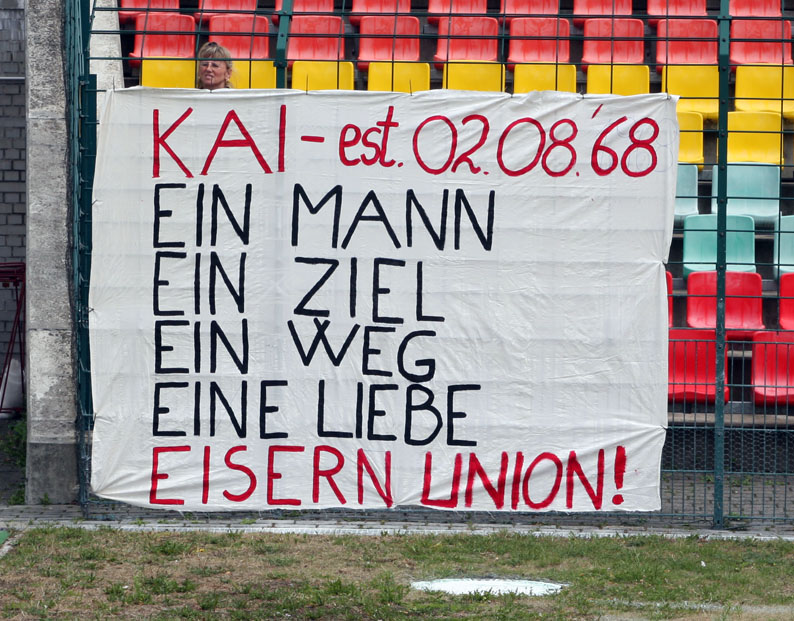 KAI - est. 02.08.'68
EIN MANN
EIN ZIEL
EIN WEG
EINE LIEBE
EISERN UNION!